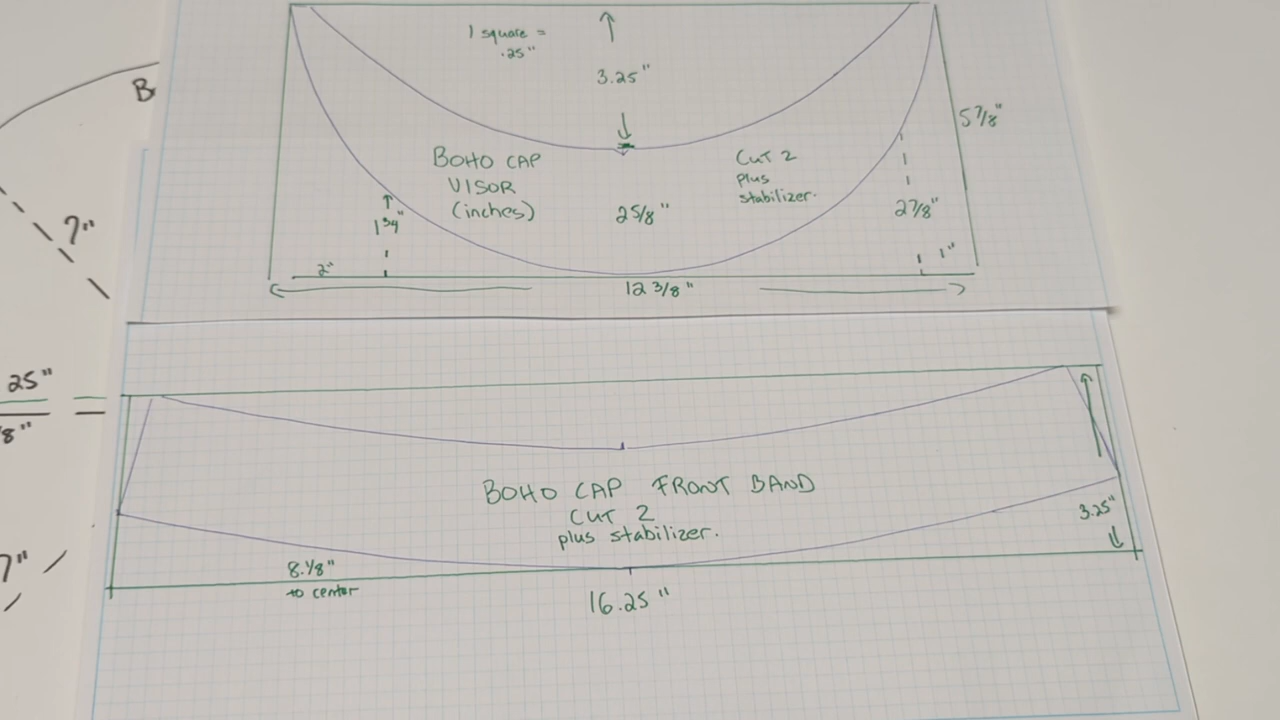 1 square =
.25"
3.25"
B
5 7/8"
BOHO CAP
VISOR
(inches)
CUT 2
plus
stabilizer.
2 5/8"
1 3/4"
2 7/8"
7"
2"
1"
12 3/8"
25"
8"
BOHO CAP FRONT BAND
CUT 2
plus stabilizer.
3.25"
7"
8.1/8"
to center
16.25"